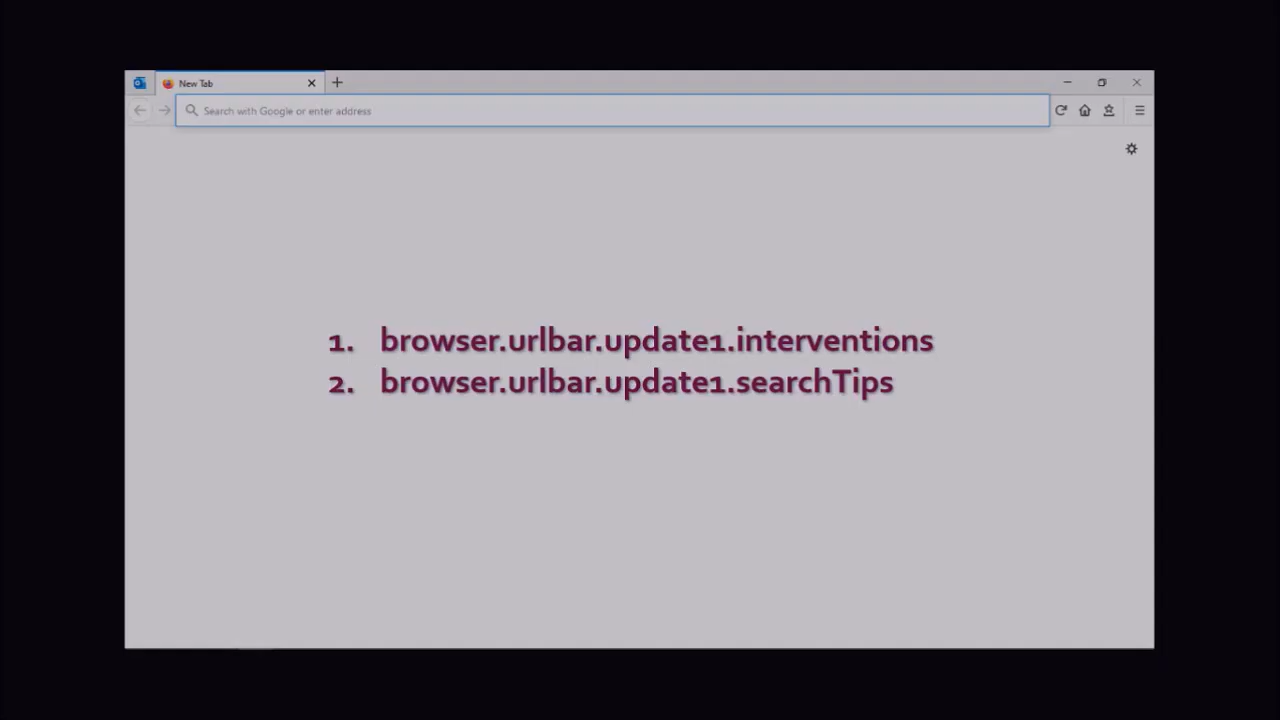 New Tab
Search with Google or enter address
1. browser.urlbar.update1.interventions
2. browser.urlbar.update1.searchTips